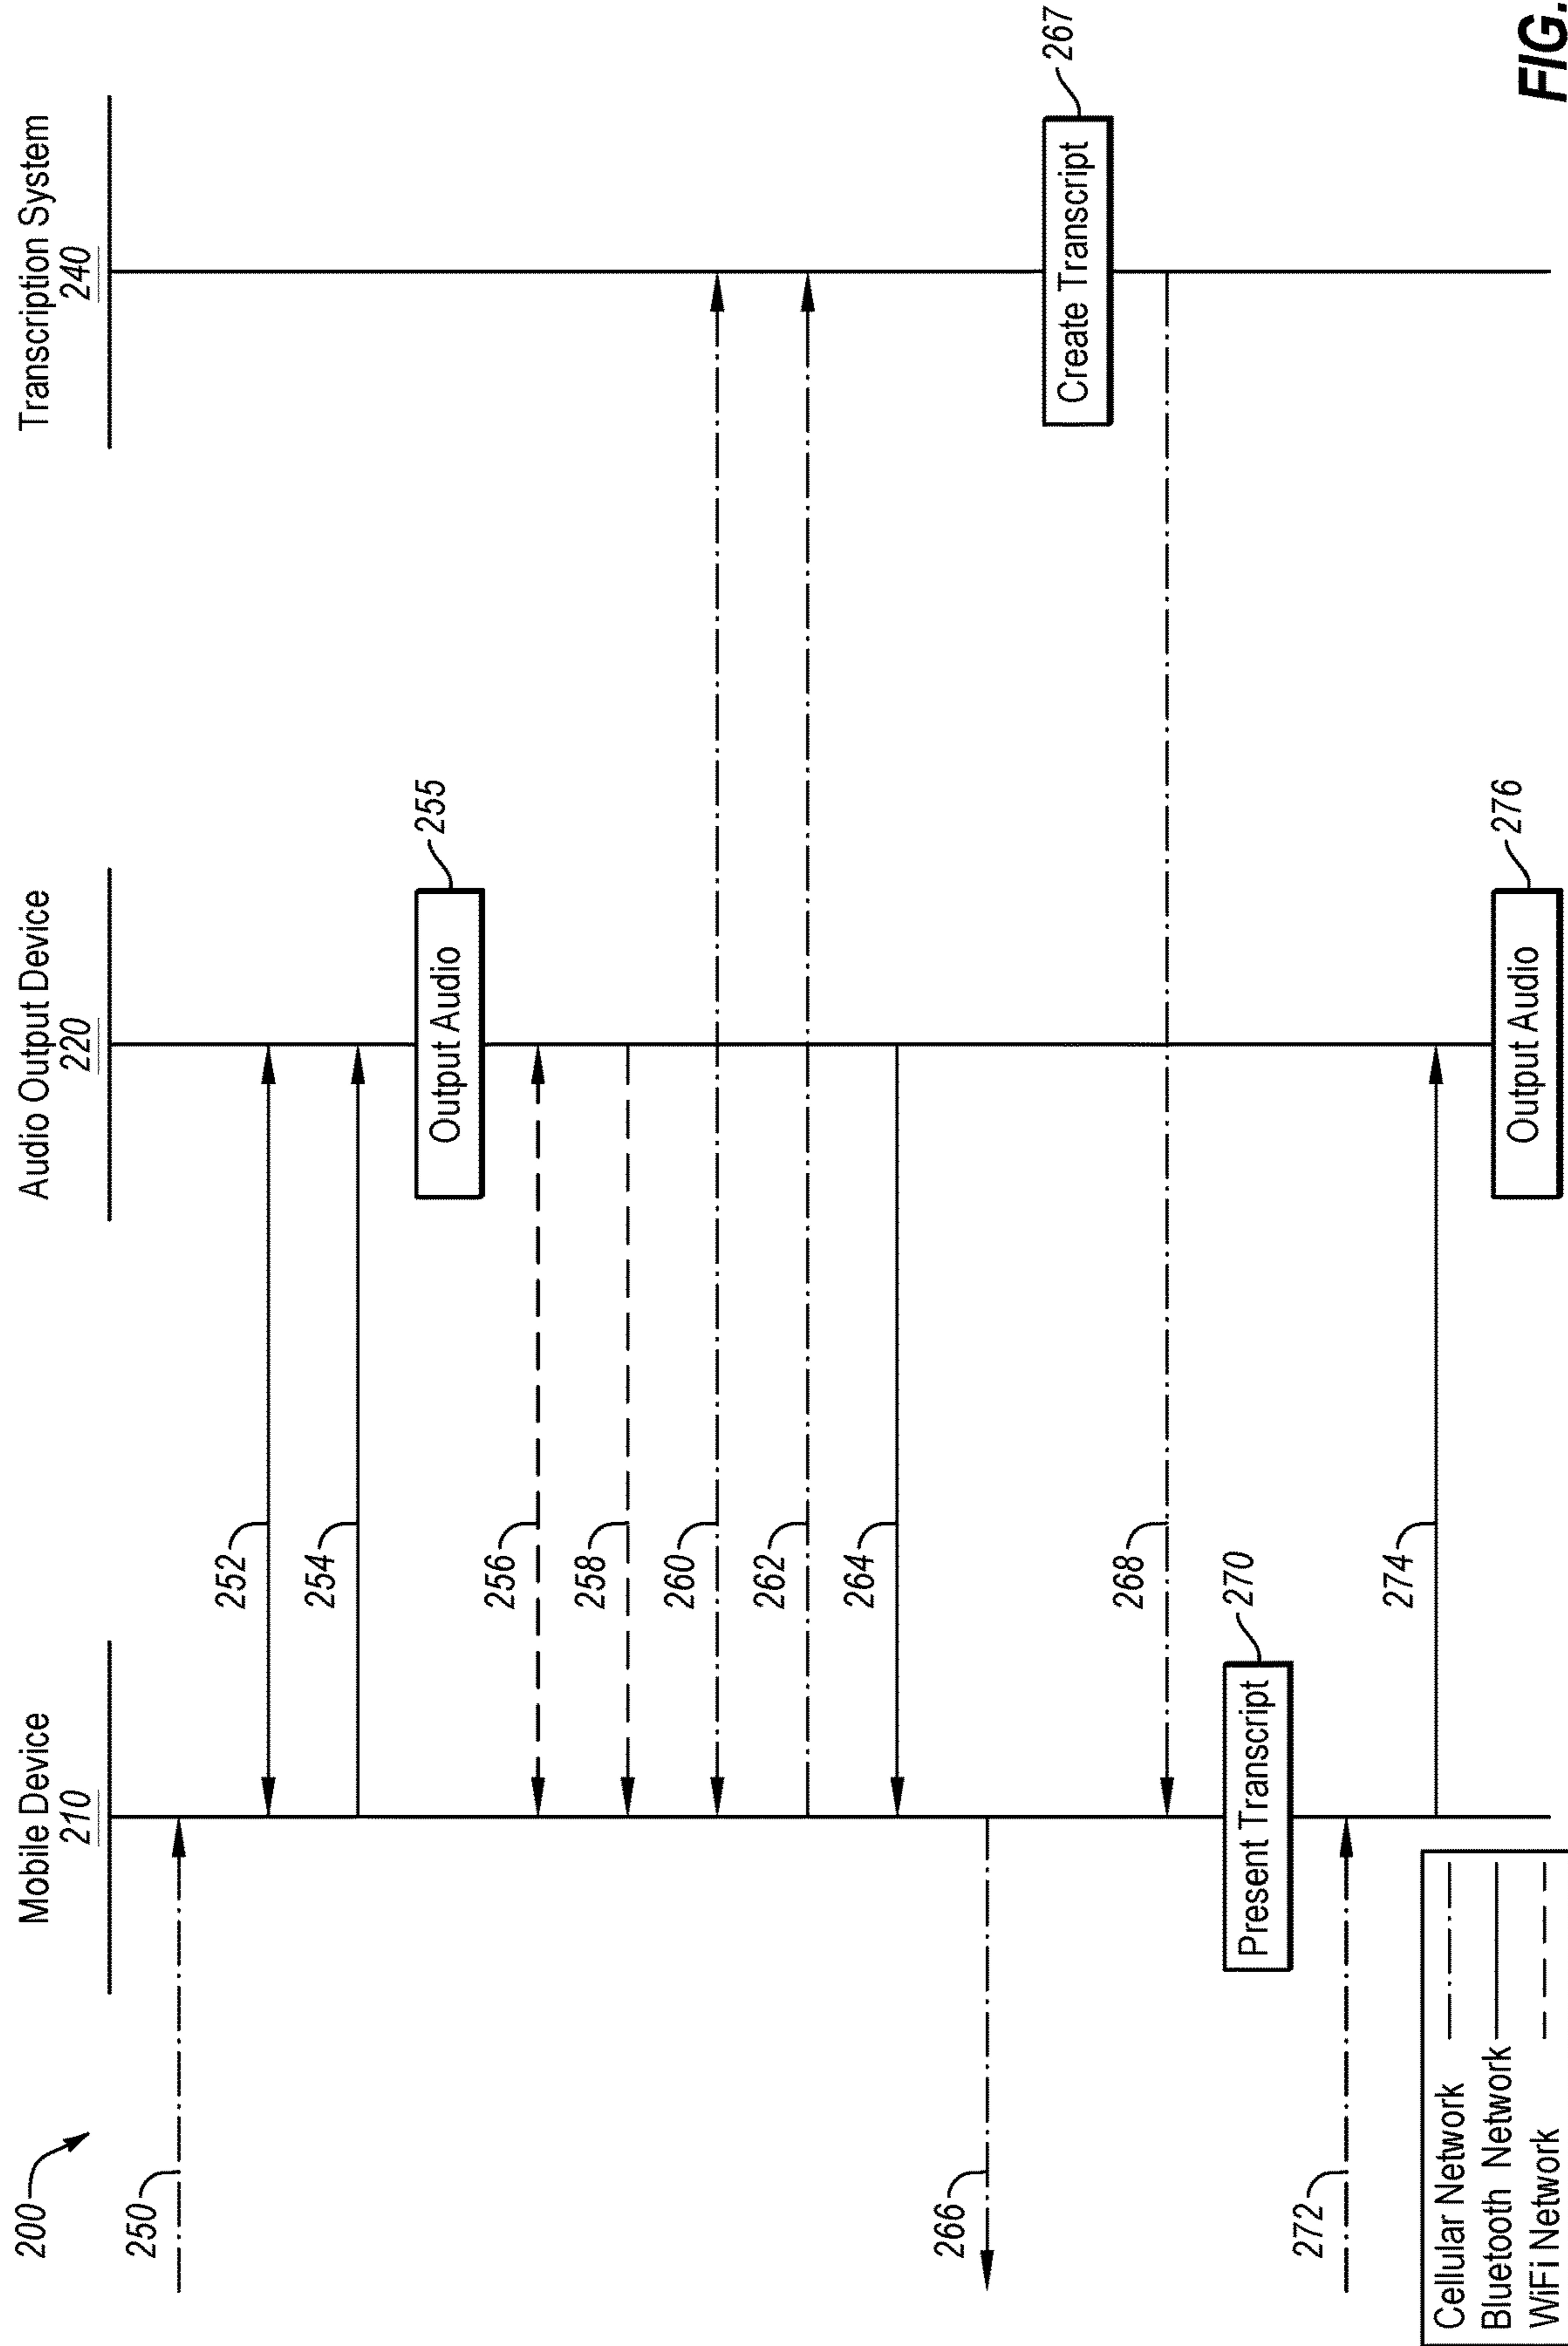 200
Mobile Device
210
Audio Output Device
220
Transcription System
240
250
252
254
Output Audio
255
256
258
260
262
264
266
Create Transcript
267
268
Present Transcript
270
272
274
Output Audio
276
Cellular Network
Bluetooth Network
WiFi Network
FIG.